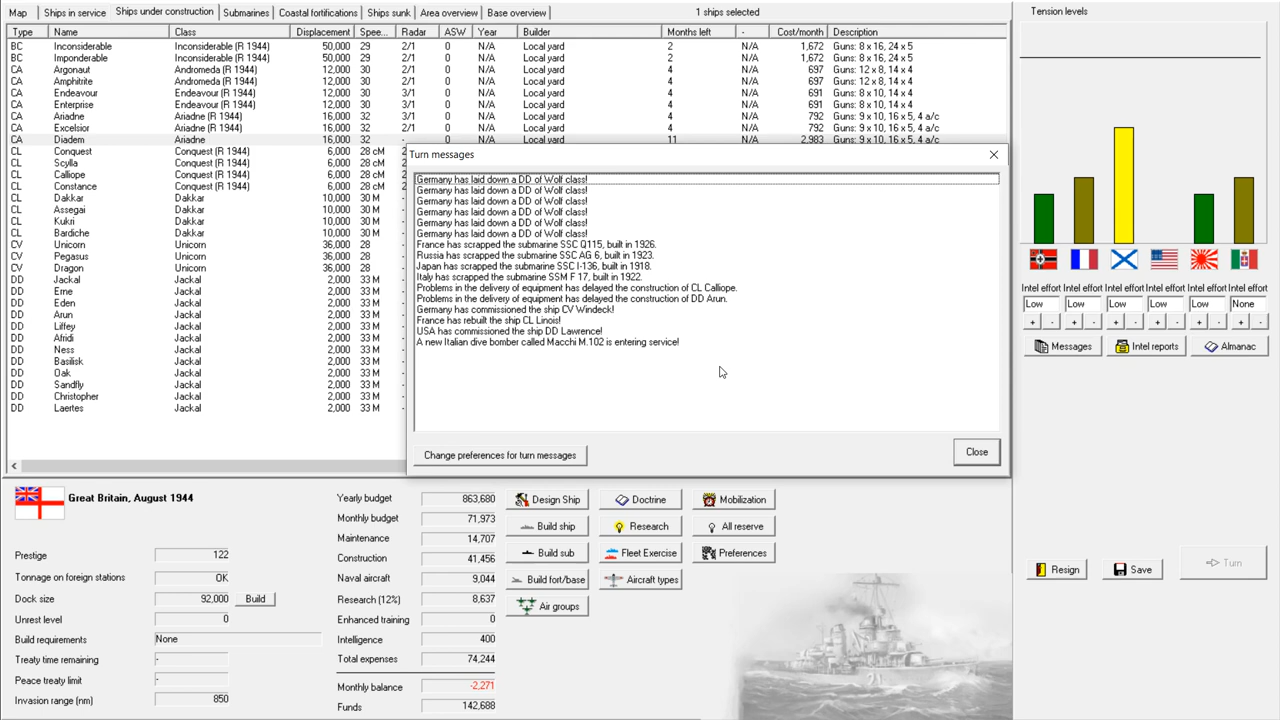 Map Ships in service Ships under construction Submarines Coastal fortifications Ships sunk Area overview Base overview 1 ships selected
Type Name Class Displacement Spee... Radar ASW Year Builder Months left - Cost/month Description
BC Inconsiderable Inconsiderable (R 1944) 50,000 29 2/1 0 N/A Local yard 2 N/A 1,672 Guns: 8 x 16, 24 x 5
BC Imponderable Inconsiderable (R 1944) 50,000 29 2/1 0 N/A Local yard 2 N/A 1,672 Guns: 8 x 16, 24 x 5
CA Argonaut Andromeda (R 1944) 12,000 30 2/1 0 N/A Local yard 4 N/A 697 Guns: 12 x 8, 14 x 4
CA Amphitrite Andromeda (R 1944) 12,000 30 2/1 0 N/A Local yard 4 N/A 697 Guns: 12 x 8, 14 x 4
CA Endeavour Endeavour (R 1944) 12,000 30 3/1 0 N/A Local yard 4 N/A 691 Guns: 8 x 10, 14 x 4
CA Enterprise Endeavour (R 1944) 12,000 30 3/1 0 N/A Local yard 4 N/A 691 Guns: 8 x 10, 14 x 4
CA Ariadne Ariadne (R 1944) 16,000 32 3/1 0 N/A Local yard 4 N/A 792 Guns: 9 x 10, 16 x 5, 4 a/c
CA Excelsior Ariadne (R 1944) 16,000 32 2/1 0 N/A Local yard 4 N/A 792 Guns: 9 x 10, 16 x 5, 4 a/c
CA Diadem Ariadne 16,000 32 - 0 N/A Local yard 11 N/A 2,983 Guns: 9 x 10, 16 x 5, 4 a/c
CL Conquest Conquest (R 1944) 8,000 28 cM
CL Scylla Conquest (R 1944) 8,000 28 cM
CL Calliope Conquest (R 1944) 8,000 28 cM
CL Constance Conquest (R 1944) 8,000 28 cM
CL Dakkar Dakkar 10,000 30 M
CL Assegai Dakkar 10,000 30 M
CL Kukri Dakkar 10,000 30 M
CL Bardiche Dakkar 10,000 30 M
CV Unicorn Unicorn 36,000 28
CV Pegasus Unicorn 36,000 28
CV Dragon Unicorn 36,000 28
DD Jackal Jackal 2,000 33 M
DD Erne Jackal 2,000 33 M
DD Eden Jackal 2,000 33 M
DD Arun Jackal 2,000 33 M
DD Liffey Jackal 2,000 33 M
DD Afridi Jackal 2,000 33 M
DD Ness Jackal 2,000 33 M
DD Basilisk Jackal 2,000 33 M
DD Oak Jackal 2,000 33 M
DD Sandfly Jackal 2,000 33 M
DD Christopher Jackal 2,000 33 M
DD Laertes Jackal 2,000 33 M
Turn messages
Germany has laid down a DD of Wolf class!
Germany has laid down a DD of Wolf class!
Germany has laid down a DD of Wolf class!
Germany has laid down a DD of Wolf class!
Germany has laid down a DD of Wolf class!
Germany has laid down a DD of Wolf class!
France has scrapped the submarine SSC Q115, built in 1926.
Russia has scrapped the submarine SSC AG 6, built in 1923.
Japan has scrapped the submarine SSC I-136, built in 1918.
Italy has scrapped the submarine SSM F 17, built in 1922.
Problems in the delivery of equipment has delayed the construction of CL Calliope.
Problems in the delivery of equipment has delayed the construction of DD Arun.
Germany has commissioned the ship CV Windeck!
France has rebuilt the ship CL Linois!
USA has commissioned the ship DD Lawrence!
A new Italian dive bomber called Macchi M.102 is entering service!
Change preferences for turn messages
Close
Tension levels
Intel effort Intel effort Intel effort Intel effort Intel effort Intel effort
Low Low Low Low Low None
+ - + - + - + - + - + -
Messages Intel reports Almanac
Resign Save Turn
Great Britain, August 1944
Prestige 122
Tonnage on foreign stations OK
Dock size 92,000 Build
Unrest level 0
Build requirements None
Treaty time remaining -
Peace treaty limit -
Invasion range (nm) 850
Yearly budget 863,680
Monthly budget 71,973
Maintenance 14,707
Construction 41,456
Naval aircraft 9,044
Research (12%) 8,637
Enhanced training 0
Intelligence 400
Total expenses 74,244
Monthly balance -2,271
Funds 142,688
Design Ship Doctrine Mobilization
Build ship Research All reserve
Build sub Fleet Exercise Preferences
Build fort/base Aircraft types
Air groups
21